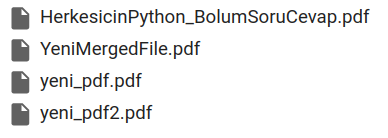 HerkesicinPython_BolumSoruCevap.pdf
YeniMergedFile.pdf
yeni_pdf.pdf
yeni_pdf2.pdf